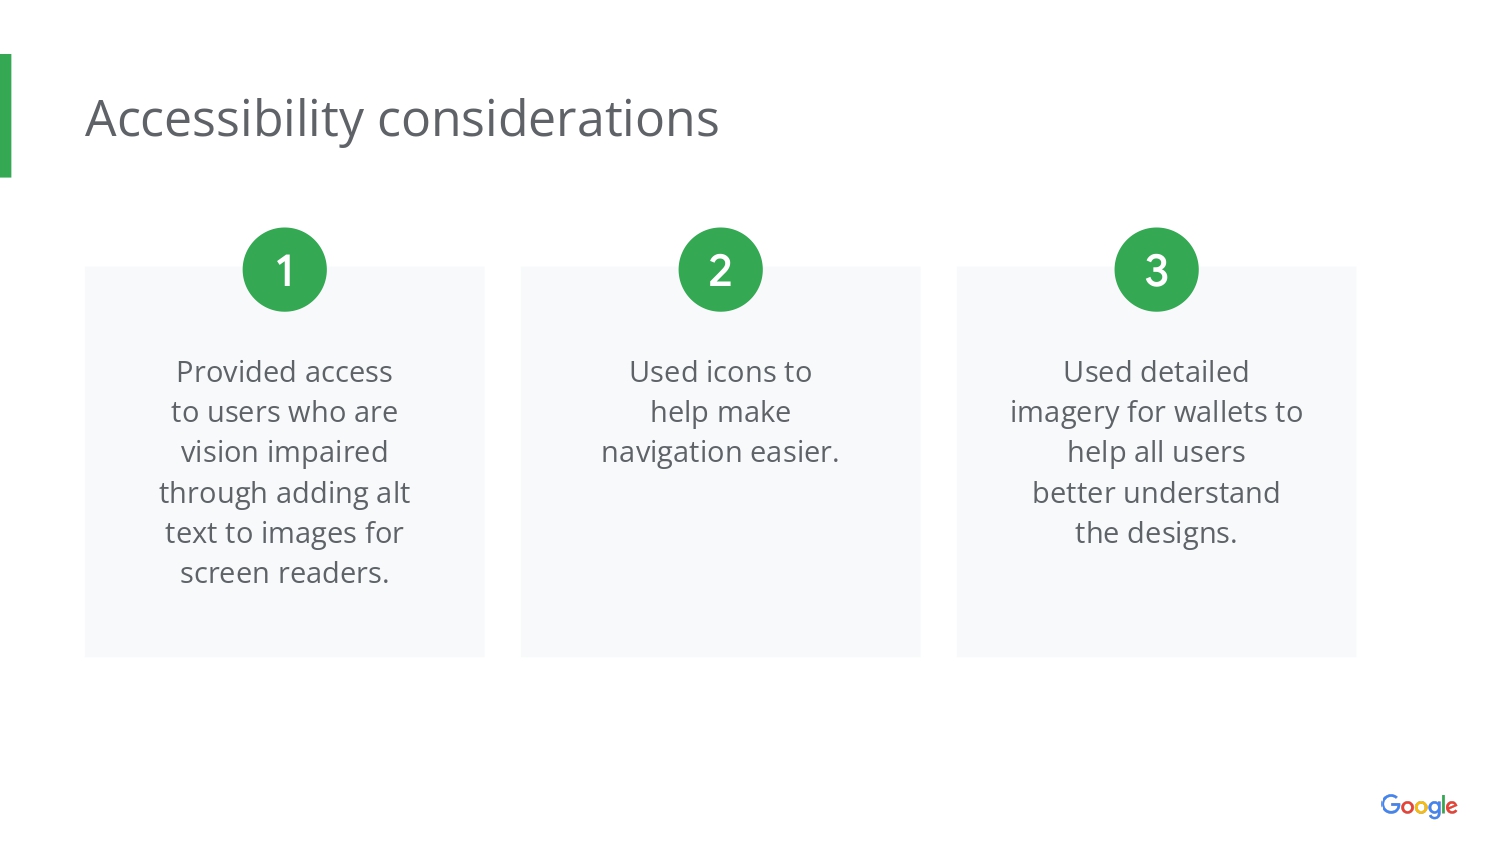 Accessibility considerations
1
Provided access
to users who are
vision impaired
through adding alt
text to images for
screen readers.
2
Used icons to
help make
navigation easier.
3
Used detailed
imagery for wallets to
help all users
better understand
the designs.
Google